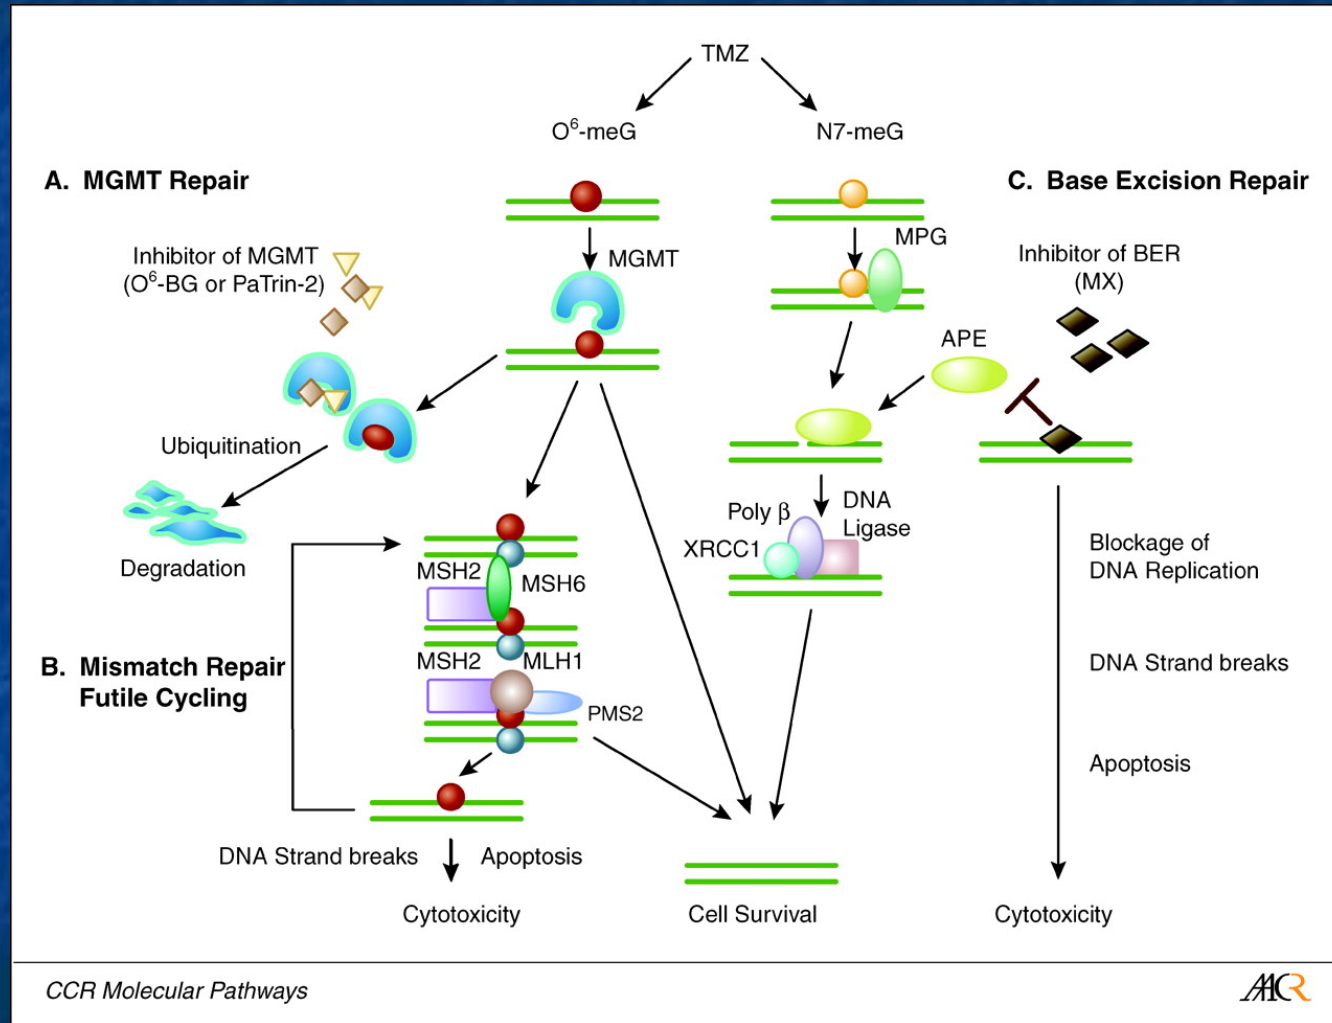 TMZ
O⁶-meG
N7-meG
A. MGMT Repair
C. Base Excision Repair
Inhibitor of MGMT
(O⁶-BG or PaTrin-2)
MGMT
MPG
Inhibitor of BER
(MX)
APE
Ubiquitination
Degradation
Poly β
DNA
Ligase
XRCC1
Blockage of
DNA Replication
MSH2
MSH6
B. Mismatch Repair
Futile Cycling
MSH2
MLH1
PMS2
DNA Strand breaks
Apoptosis
DNA Strand breaks
Apoptosis
Cytotoxicity
Cell Survival
Cytotoxicity
CCR Molecular Pathways
AACR